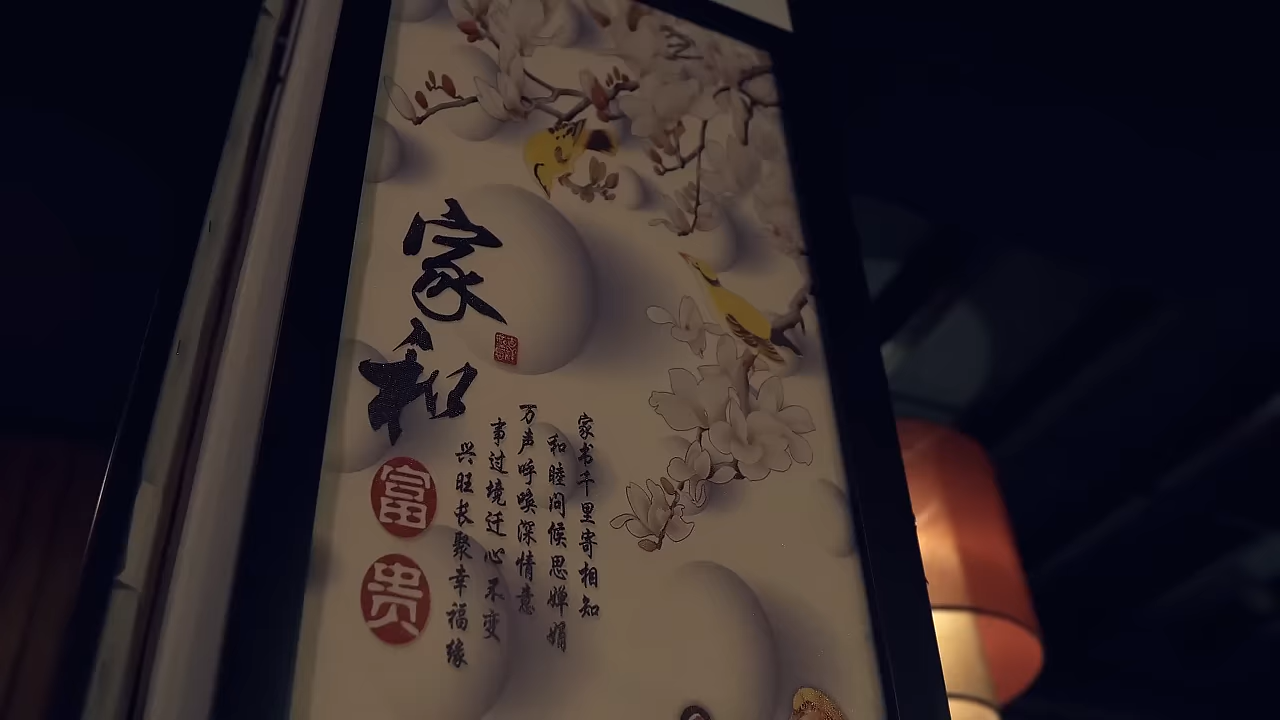 家和
富贵
家书千里寄相知
和睦问候思婵娟
万声呼唤深情意
事过境迁心不变
兴旺长聚幸福缘